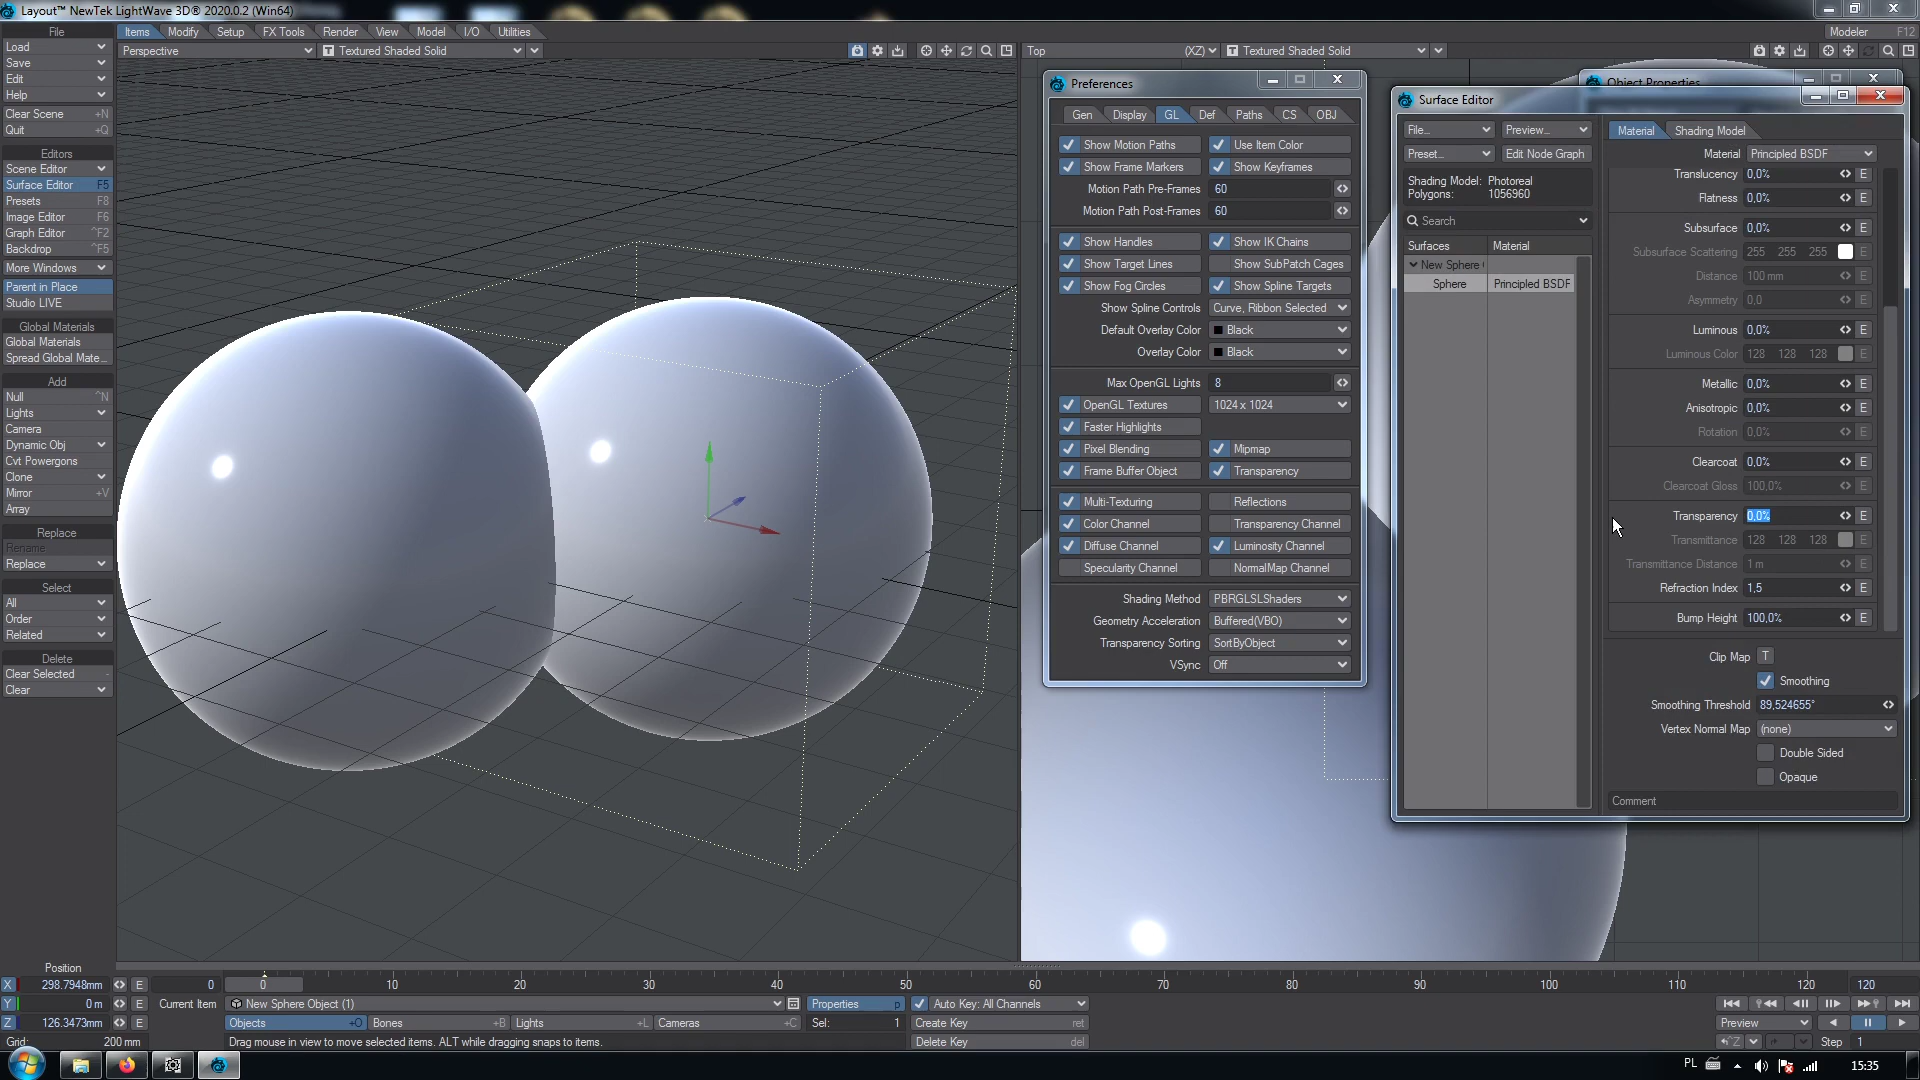 Layout™ NewTek LightWave 3D® 2020.0.2 (Win64)
File
Items Modify Setup FX Tools Render View Model I/O Utilities
Modeler F12
Load
Perspective
Textured Shaded Solid
Top
(XZ)
Textured Shaded Solid
Save
Edit
Help
Clear Scene +N
Quit +Q
Editors
Scene Editor
Surface Editor F5
Presets F8
Image Editor F6
Graph Editor ^F2
Backdrop ^F5
More Windows
Parent in Place
Studio LIVE
Global Materials
Global Materials
Spread Global Mate...
Add
Null ^N
Lights
Camera
Dynamic Obj
Cvt Powergons
Clone
Mirror +V
Array
Replace
Rename
Replace
Select
All
Order
Related
Delete
Clear Selected -
Clear
Preferences
Gen Display GL Def Paths CS OBJ
Show Motion Paths Use Item Color
Show Frame Markers Show Keyframes
Motion Path Pre-Frames 60
Motion Path Post-Frames 60
Show Handles Show IK Chains
Show Target Lines Show SubPatch Cages
Show Fog Circles Show Spline Targets
Show Spline Controls Curve, Ribbon Selected
Default Overlay Color Black
Overlay Color Black
Max OpenGL Lights 8
OpenGL Textures 1024 x 1024
Faster Highlights
Pixel Blending Mipmap
Frame Buffer Object Transparency
Multi-Texturing Reflections
Color Channel Transparency Channel
Diffuse Channel Luminosity Channel
Specularity Channel NormalMap Channel
Shading Method PBRGLSLShaders
Geometry Acceleration Buffered(VBO)
Transparency Sorting SortByObject
VSync Off
Object Properties
Surface Editor
File... Preview...
Preset... Edit Node Graph
Shading Model: Photoreal
Polygons: 1056960
Search
Surfaces Material
New Sphere
Sphere Principled BSDF
Material Shading Model
Material Principled BSDF
Translucency 0,0% E
Flatness 0,0% E
Subsurface 0,0% E
Subsurface Scattering 255 255 255 E
Distance 100 mm E
Asymmetry 0,0 E
Luminous 0,0% E
Luminous Color 128 128 128 E
Metallic 0,0% E
Anisotropic 0,0% E
Rotation 0,0% E
Clearcoat 0,0% E
Clearcoat Gloss 100,0% E
Transparency 0,0% E
Transmittance 128 128 128 E
Transmittance Distance 1 m E
Refraction Index 1,5 E
Bump Height 100,0% E
Clip Map T
Smoothing
Smoothing Threshold 89,524655°
Vertex Normal Map (none)
Double Sided
Opaque
Comment
Position
X 298.7948mm E 0 0 10 20 30 40 50 60 70 80 90 100 110 120 120
Y 0 m E Current Item New Sphere Object (1) Properties p Auto Key: All Channels
Z 126.3473mm E Objects +O Bones +B Lights +L Cameras +C Sel: 1 Create Key ret Preview
Grid: 200 mm Drag mouse in view to move selected items. ALT while dragging snaps to items. Delete Key del ^Z Step 1
PL 15:35